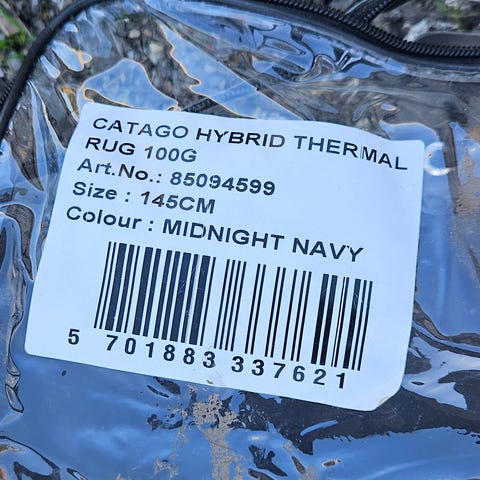 CATAGO HYBRID THERMAL
RUG 100G
Art.No.: 85094599
Size : 145CM
Colour : MIDNIGHT NAVY
5 701883 337621